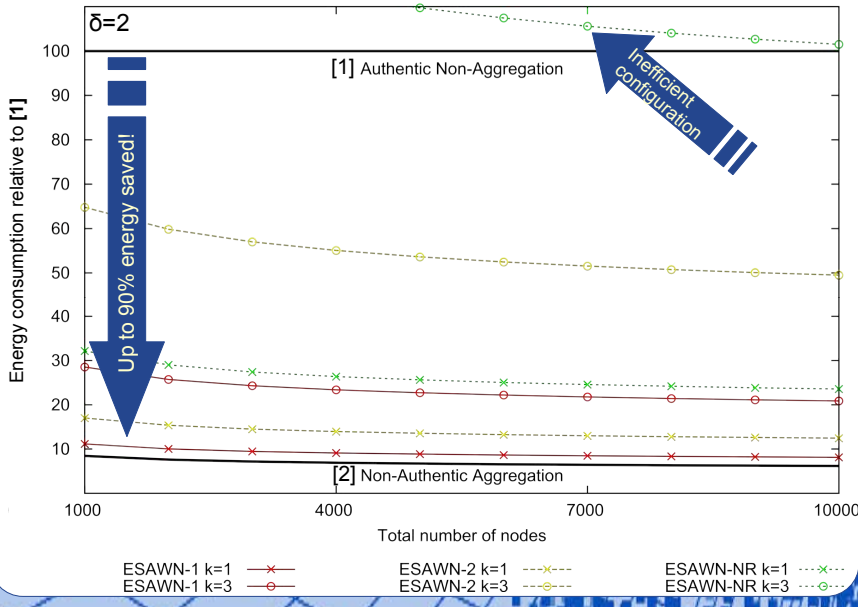 δ=2
100
[1] Authentic Non-Aggregation
Inefficient
configuration
90
80
70
60
50
40
30
20
10
Energy consumption relative to [1]
Up to 90% energy saved!
[2] Non-Authentic Aggregation
1000 4000 7000 10000
Total number of nodes
ESAWN-1 k=1 ESAWN-2 k=1 ESAWN-NR k=1
ESAWN-1 k=3 ESAWN-2 k=3 ESAWN-NR k=3